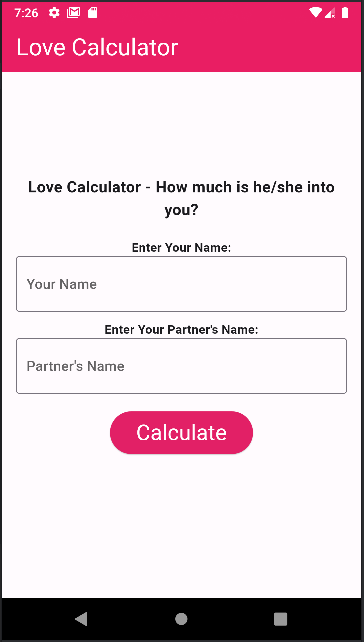 7:26
Love Calculator
Love Calculator - How much is he/she into
you?
Enter Your Name:
Your Name
Enter Your Partner's Name:
Partner's Name
Calculate